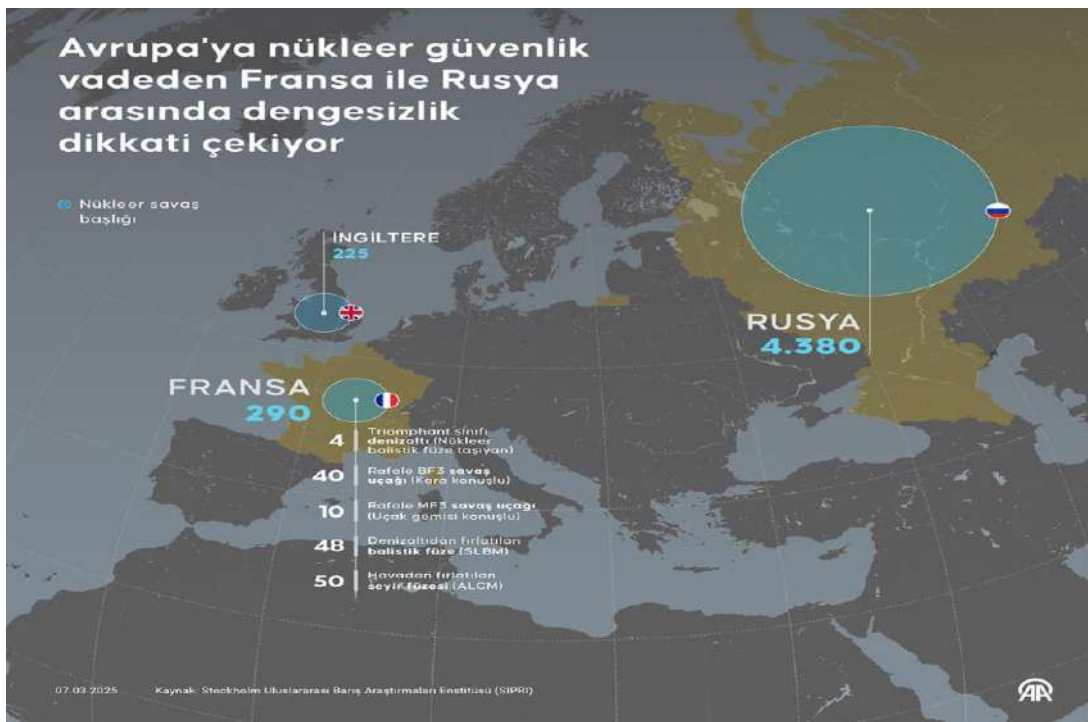 Avrupa'ya nükleer güvenlik
vadeden Fransa ile Rusya
arasında dengesizlik
dikkati çekiyor
Nükleer savaş
başlığı
İNGİLTERE
225
RUSYA
4.380
FRANSA
290
4
Triomphant sınıfı
denizaltı (Nükleer
balistik füze taşıyan)
40
Rafale BF3 savaş
uçağı (Kara konuşlu)
10
Rafale MF3 savaş uçağı
(Uçak gemisi konuşlu)
48
Denizaltıdan fırlatılan
balistik füze (SLBM)
50
Havadan fırlatılan
seyir füzesi (ALCM)
07.03.2025
Kaynak: Stockholm Uluslararası Barış Araştırmaları Enstitüsü (SIPRI)
AA